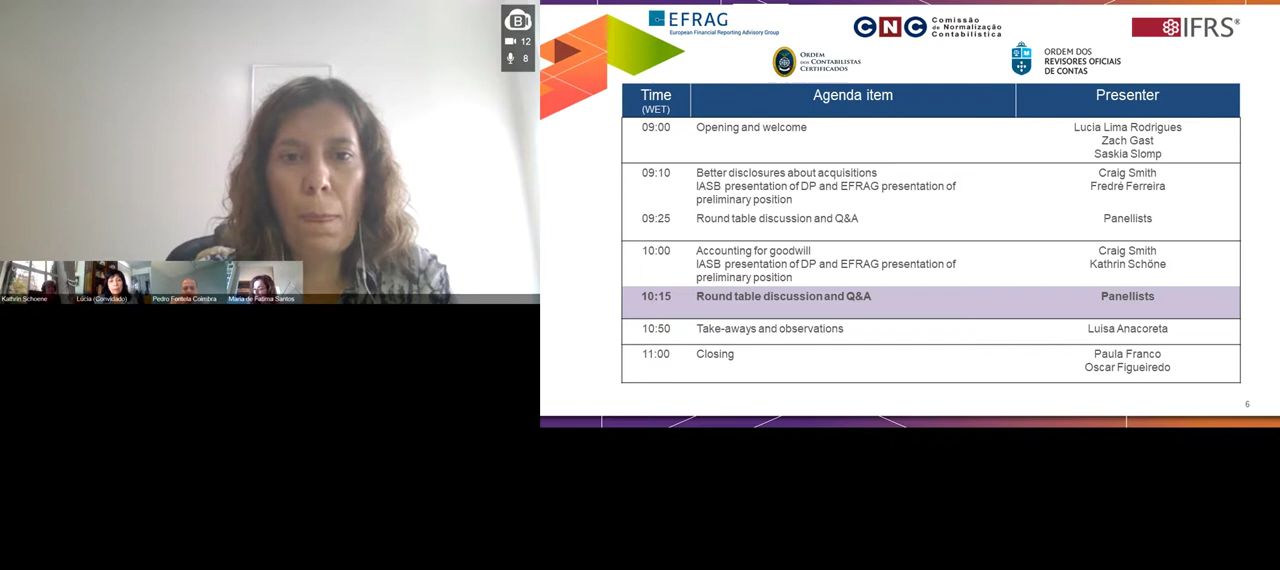 B
12
8
Kathrin Schoene
Lúcia (Convidado)
Pedro Fontela Coimbra
Maria de Fatima Santos
EFRAG
European Financial Reporting Advisory Group
CNC
Comissão
de Normalização
Contabilística
IFRS®
ORDEM
DOS CONTABILISTAS
CERTIFICADOS
ORDEM DOS
REVISORES OFICIAIS
DE CONTAS
Time
(WET)
Agenda item
Presenter
09:00
Opening and welcome
Lucia Lima Rodrigues
Zach Gast
Saskia Slomp
09:10
Better disclosures about acquisitions
IASB presentation of DP and EFRAG presentation of
preliminary position
Craig Smith
Fredré Ferreira
09:25
Round table discussion and Q&A
Panellists
10:00
Accounting for goodwill
IASB presentation of DP and EFRAG presentation of
preliminary position
Craig Smith
Kathrin Schöne
10:15
Round table discussion and Q&A
Panellists
10:50
Take-aways and observations
Luisa Anacoreta
11:00
Closing
Paula Franco
Oscar Figueiredo
6